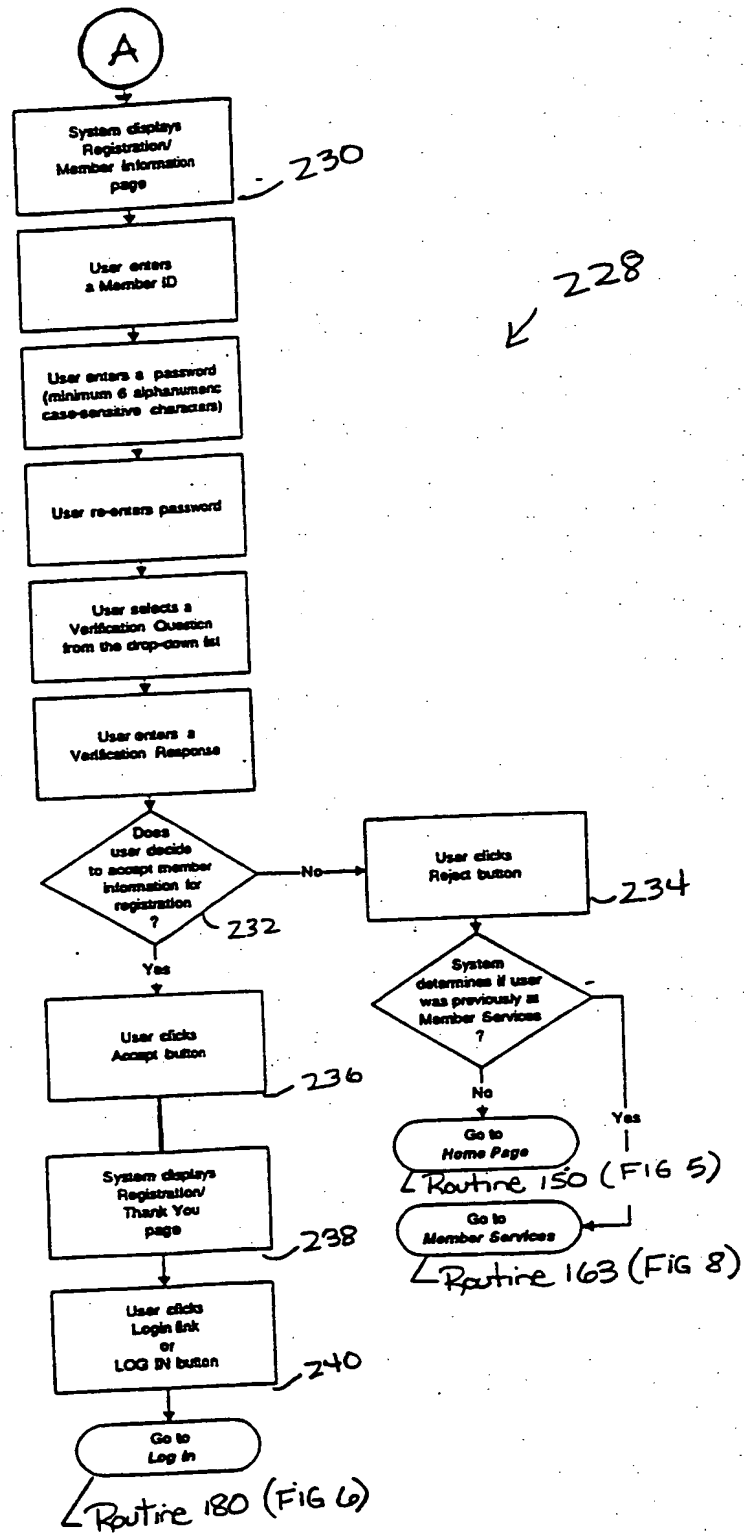 A
System displays
Registration/
Member Information
page
230
228
User enters
a Member ID
User enters a password
(minimum 6 alphanumeric
case-sensitive characters)
User re-enters password
User selects a
Verification Question
from the drop-down list
User enters a
Verification Response
Does
user decide
to accept member
information for
registration
?
232
No
User clicks
Reject button
234
Yes
System
determines if user
was previously at
Member Services
?
User clicks
Accept button
236
No
Yes
Go to
Home Page
Routine 150 (FIG 5)
System displays
Registration/
Thank You
page
238
Go to
Member Services
Routine 163 (FIG 8)
User clicks
Login link
or
LOG IN button
240
Go to
Log In
Routine 180 (FIG 6)